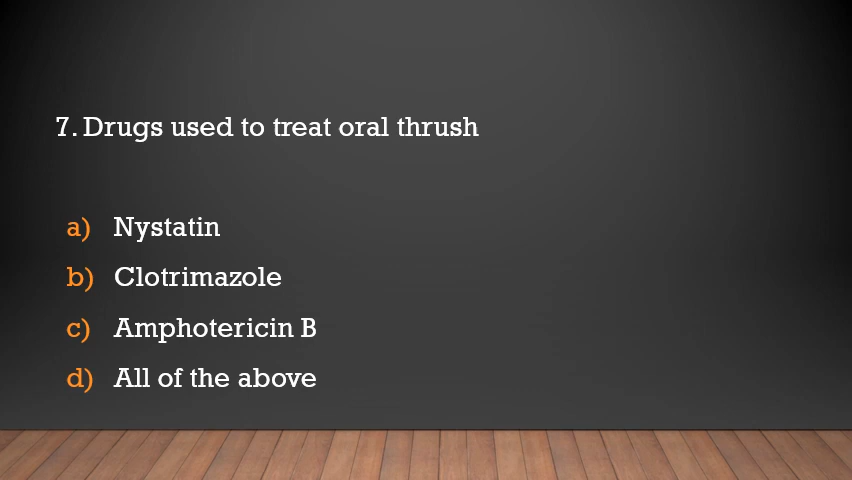 7. Drugs used to treat oral thrush
a) Nystatin
b) Clotrimazole
c) Amphotericin B
d) All of the above